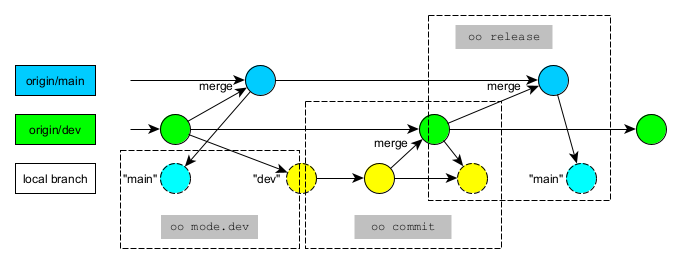 oo release
origin/main
merge
merge
origin/dev
merge
local branch
"main"
"dev"
"main"
oo mode.dev
oo commit